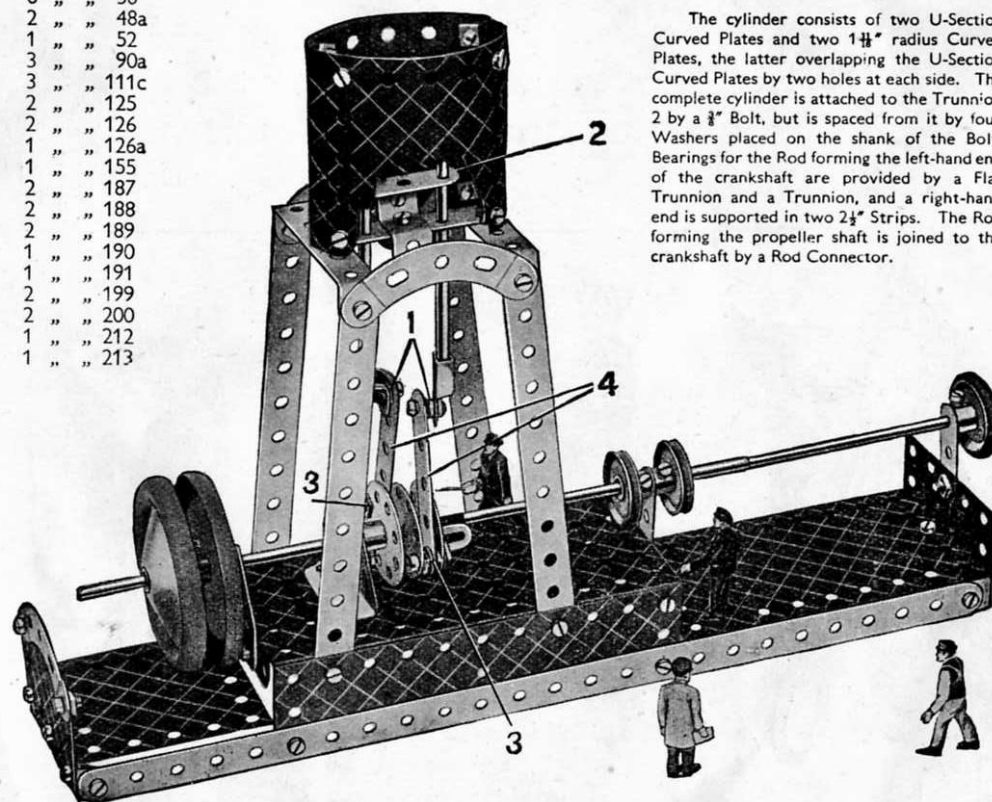 2 „ „ 48a
1 „ „ 52
3 „ „ 90a
3 „ „ 111c
2 „ „ 125
2 „ „ 126
1 „ „ 126a
1 „ „ 155
2 „ „ 187
2 „ „ 188
2 „ „ 189
1 „ „ 190
1 „ „ 191
2 „ „ 199
2 „ „ 200
1 „ „ 212
1 „ „ 213
The cylinder consists of two U-Sectio
Curved Plates and two 1 11/16″ radius Curve
Plates, the latter overlapping the U-Sectio
Curved Plates by two holes at each side. Th
complete cylinder is attached to the Trunnio
2 by a ⅜″ Bolt, but is spaced from it by fou
Washers placed on the shank of the Bol
Bearings for the Rod forming the left-hand en
of the crankshaft are provided by a Fla
Trunnion and a Trunnion, and a right-han
end is supported in two 2½″ Strips. The Ro
forming the propeller shaft is joined to th
crankshaft by a Rod Connector.
2
1
4
3
3